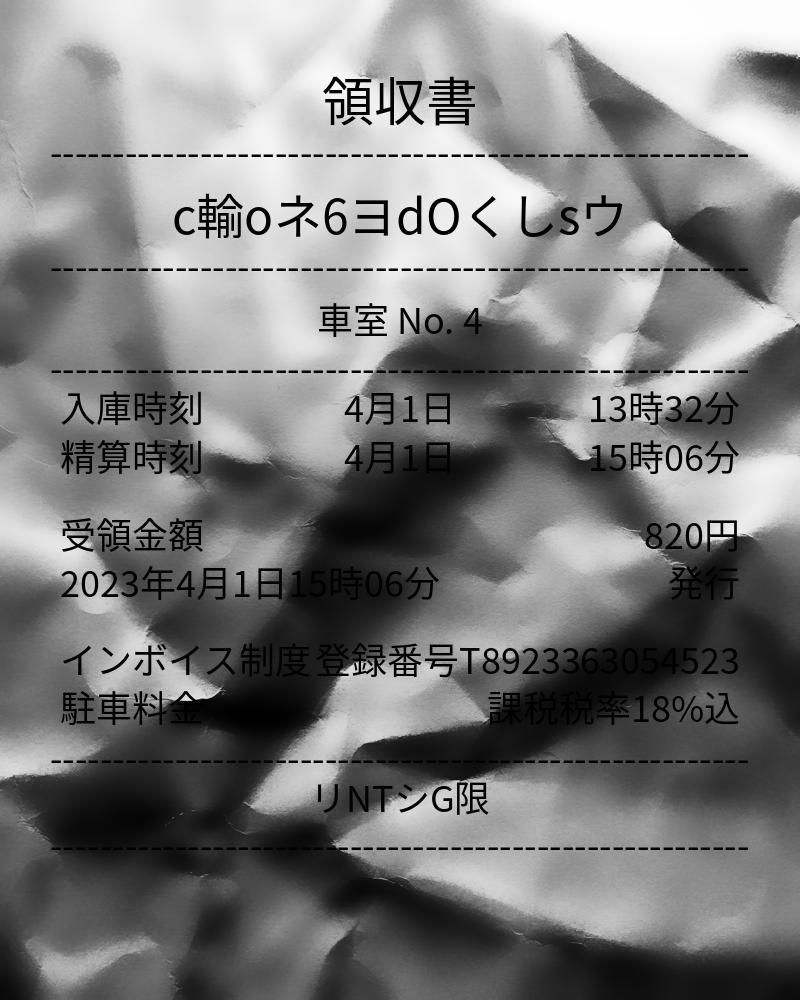 領収書
c輸oネ6ヨdOくしsウ
車室 No. 4
入庫時刻 4月1日 13時32分
精算時刻 4月1日 15時06分
受領金額 820円
2023年4月1日15時06分 発行
インボイス制度 登録番号T8923363054523
駐車料金 課税税率18%込
リNTシG限